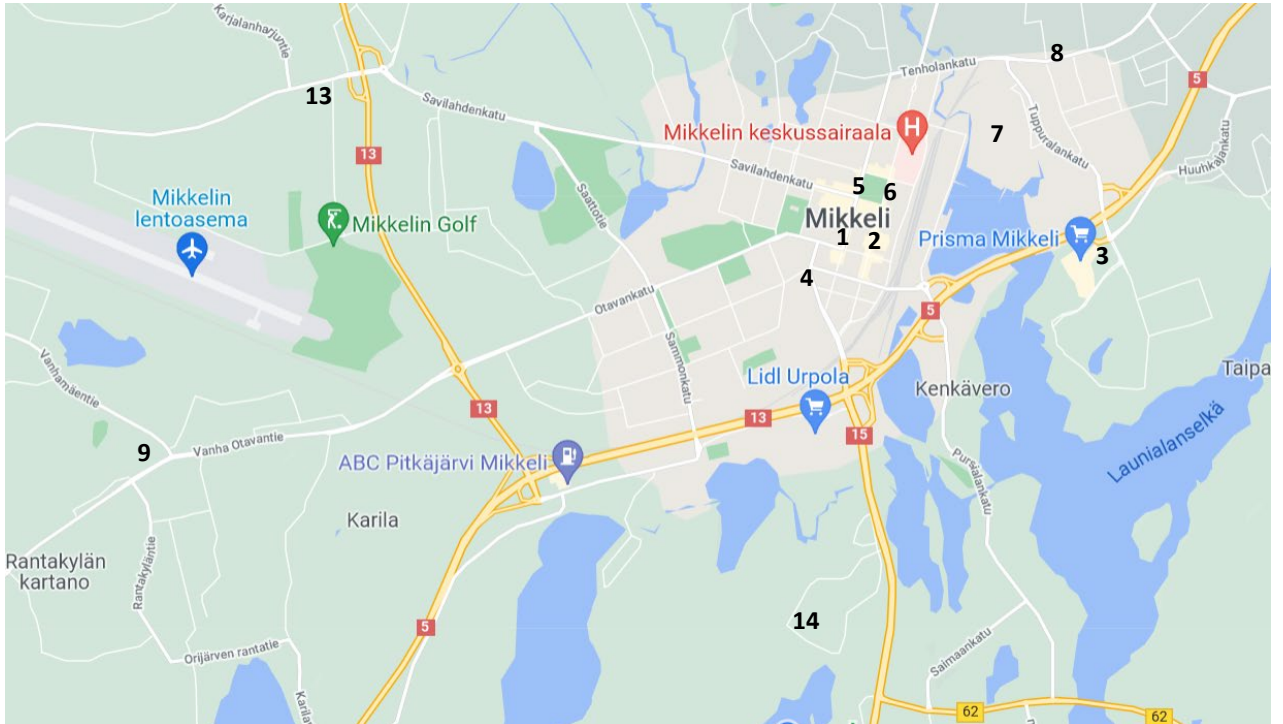 Karjalanharjuntie
13
Savilahdenkatu
13
Mikkelin
lentoasema
Mikkelin Golf
Saattotie
Tenholankatu
8
5
Mikkelin keskussairaala
H
7
Tuppuralankatu
Huuhkajankatu
Savilahdenkatu
5
6
Mikkeli
1
2
Prisma Mikkeli
3
4
Otavankatu
5
Sammonkatu
Vanhamäentie
13
Lidl Urpola
Kenkävero
Taipa
13
15
9
Vanha Otavantie
ABC Pitkäjärvi Mikkeli
Pursialankatu
Launialanselkä
Karila
Rantakylän
kartano
Rantakyläntie
5
14
Orijärven rantatie
Saimaankatu
62
62